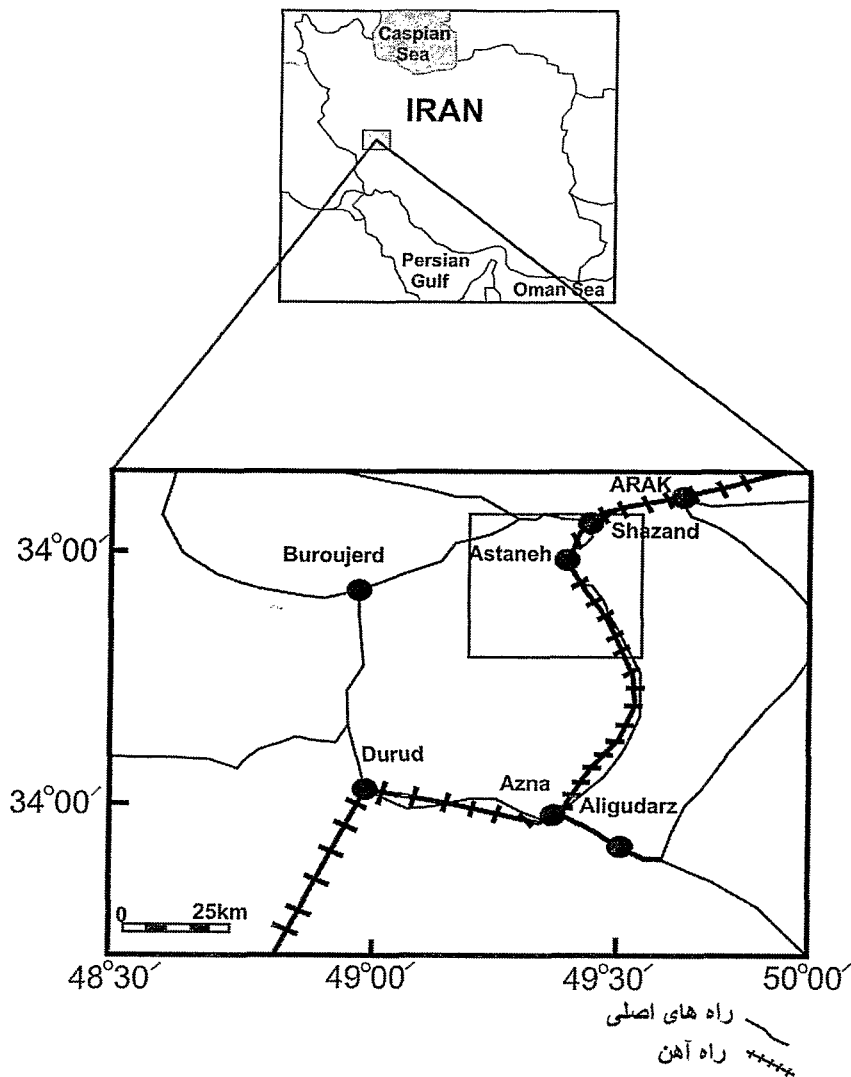 Caspian
Sea
IRAN
Persian
Gulf
Oman Sea
ARAK
Shazand
Astaneh
Buroujerd
34°00′
Durud
Azna
Aligudarz
34°00′
0 25km
48°30′ 49°00′ 49°30′ 50°00′
راه های اصلی
راه آهن